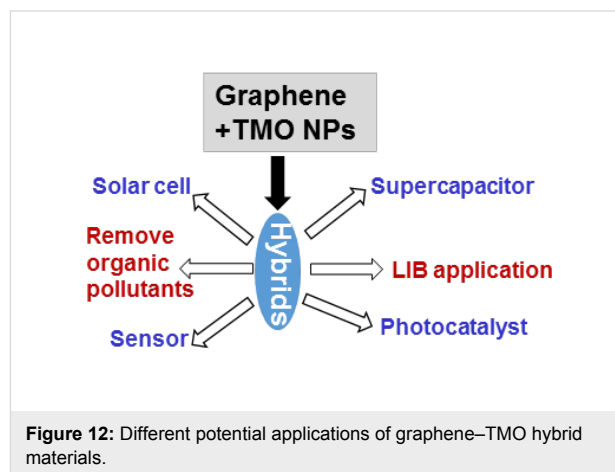 Graphene
+TMO NPs
Solar cell
Supercapacitor
Hybrids
Remove
organic
pollutants
LIB application
Sensor
Photocatalyst
Figure 12: Different potential applications of graphene–TMO hybrid
materials.